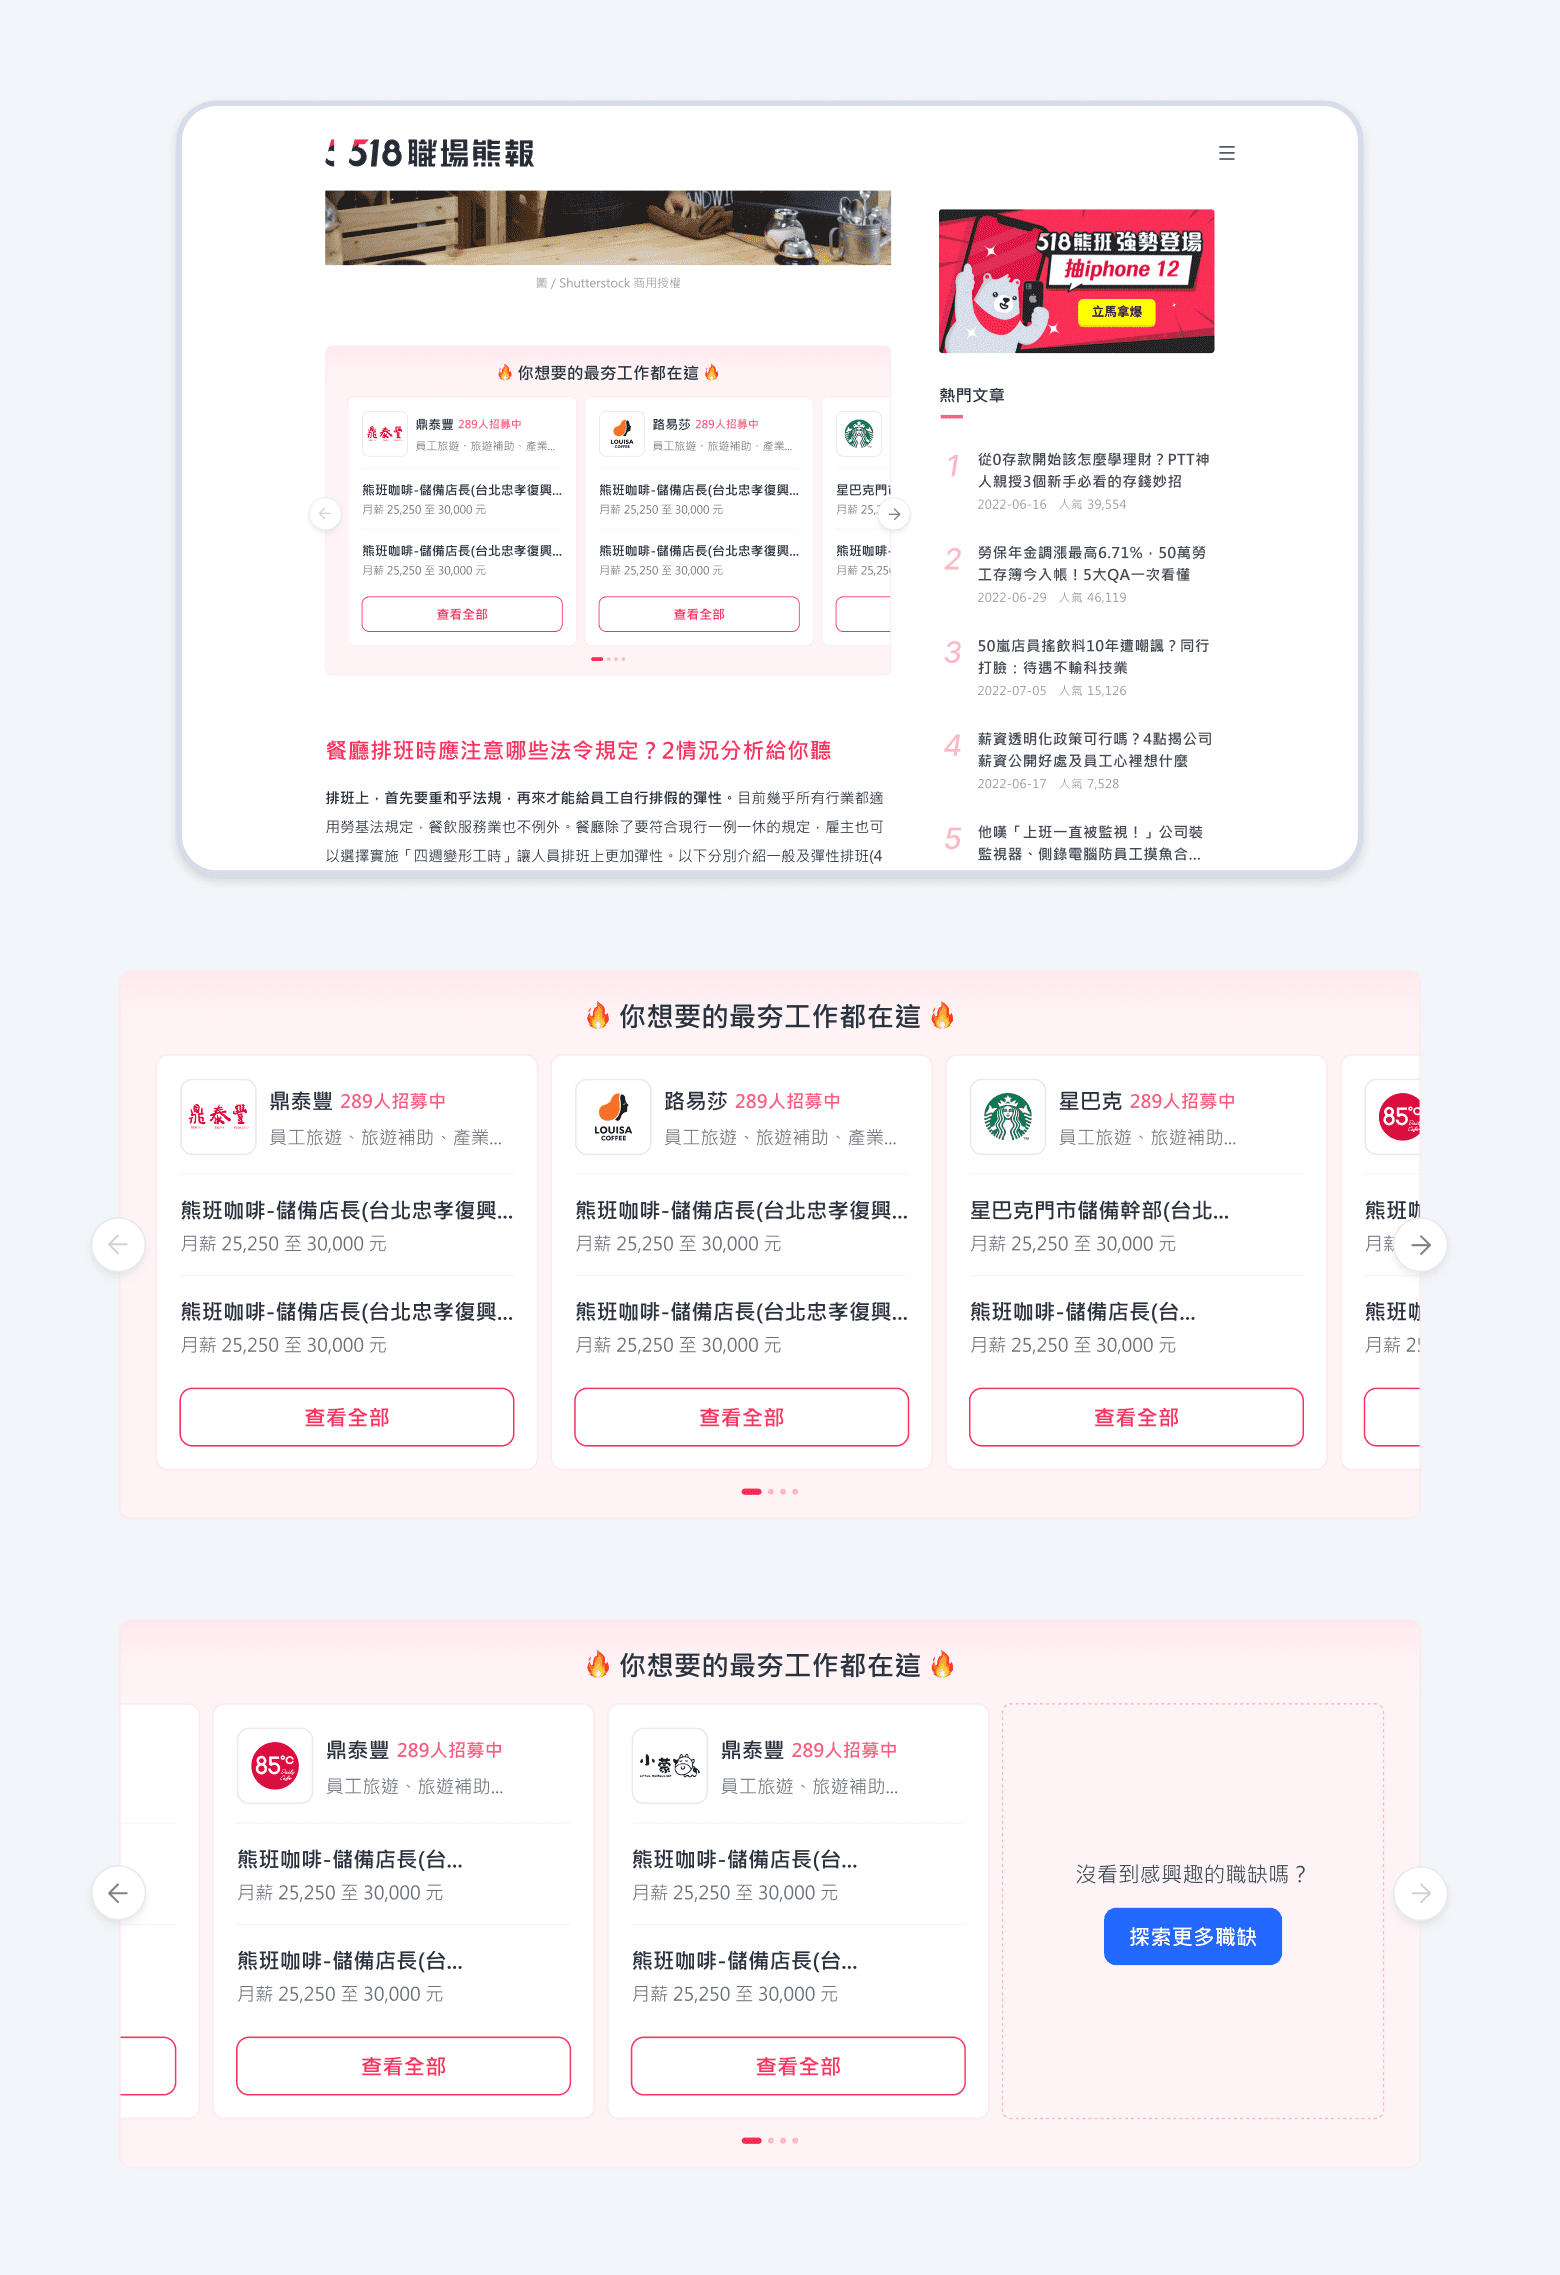 518 職場熊報
ANDWI
圖 / Shutterstock 商用授權
🔥 你想要的最夯工作都在這 🔥
鼎泰豐
鼎泰豐 289人招募中
員工旅遊、旅遊補助、產業...
熊班咖啡-儲備店長(台北忠孝復興...
月薪 25,250 至 30,000 元
熊班咖啡-儲備店長(台北忠孝復興...
月薪 25,250 至 30,000 元
查看全部
LOUISA
COFFEE
路易莎 289人招募中
員工旅遊、旅遊補助、產業...
熊班咖啡-儲備店長(台北忠孝復興...
月薪 25,250 至 30,000 元
熊班咖啡-儲備店長(台北忠孝復興...
月薪 25,250 至 30,000 元
查看全部
星巴克門
月薪 25,
熊班咖啡-
月薪 25,25
餐廳排班時應注意哪些法令規定？2情況分析給你聽
排班上，首先要重和乎法規，再來才能給員工自行排假的彈性。目前幾乎所有行業都適
用勞基法規定，餐飲服務業也不例外。餐廳除了要符合現行一例一休的規定，雇主也可
以選擇實施「四週變形工時」讓人員排班上更加彈性。以下分別介紹一般及彈性排班(4
518熊班 強勢登場
抽iphone 12
立馬拿爆
熱門文章
1
從0存款開始該怎麼學理財？PTT神
人親授3個新手必看的存錢妙招
2022-06-16 人氣 39,554
2
勞保年金調漲最高6.71%，50萬勞
工存簿今入帳！5大QA一次看懂
2022-06-29 人氣 46,119
3
50嵐店員搖飲料10年遭嘲諷？同行
打臉：待遇不輸科技業
2022-07-05 人氣 15,126
4
薪資透明化政策可行嗎？4點揭公司
薪資公開好處及員工心裡想什麼
2022-06-17 人氣 7,528
5
他嘆「上班一直被監視！」公司裝
監視器、側錄電腦防員工摸魚合...
🔥 你想要的最夯工作都在這 🔥
鼎泰豐
鼎泰豐 289人招募中
員工旅遊、旅遊補助、產業...
熊班咖啡-儲備店長(台北忠孝復興...
月薪 25,250 至 30,000 元
熊班咖啡-儲備店長(台北忠孝復興...
月薪 25,250 至 30,000 元
查看全部
LOUISA
COFFEE
路易莎 289人招募中
員工旅遊、旅遊補助、產業...
熊班咖啡-儲備店長(台北忠孝復興...
月薪 25,250 至 30,000 元
熊班咖啡-儲備店長(台北忠孝復興...
月薪 25,250 至 30,000 元
查看全部
星巴克 289人招募中
員工旅遊、旅遊補助...
星巴克門市儲備幹部(台北...
月薪 25,250 至 30,000 元
熊班咖啡-儲備店長(台...
月薪 25,250 至 30,000 元
查看全部
85°C
熊班咖
月薪
熊班咖
月薪 25
🔥 你想要的最夯工作都在這 🔥
85°C
Daily
Cafe
鼎泰豐 289人招募中
員工旅遊、旅遊補助...
熊班咖啡-儲備店長(台...
月薪 25,250 至 30,000 元
熊班咖啡-儲備店長(台...
月薪 25,250 至 30,000 元
查看全部
小蒙
鼎泰豐 289人招募中
員工旅遊、旅遊補助...
熊班咖啡-儲備店長(台...
月薪 25,250 至 30,000 元
熊班咖啡-儲備店長(台...
月薪 25,250 至 30,000 元
查看全部
沒看到感興趣的職缺嗎？
探索更多職缺